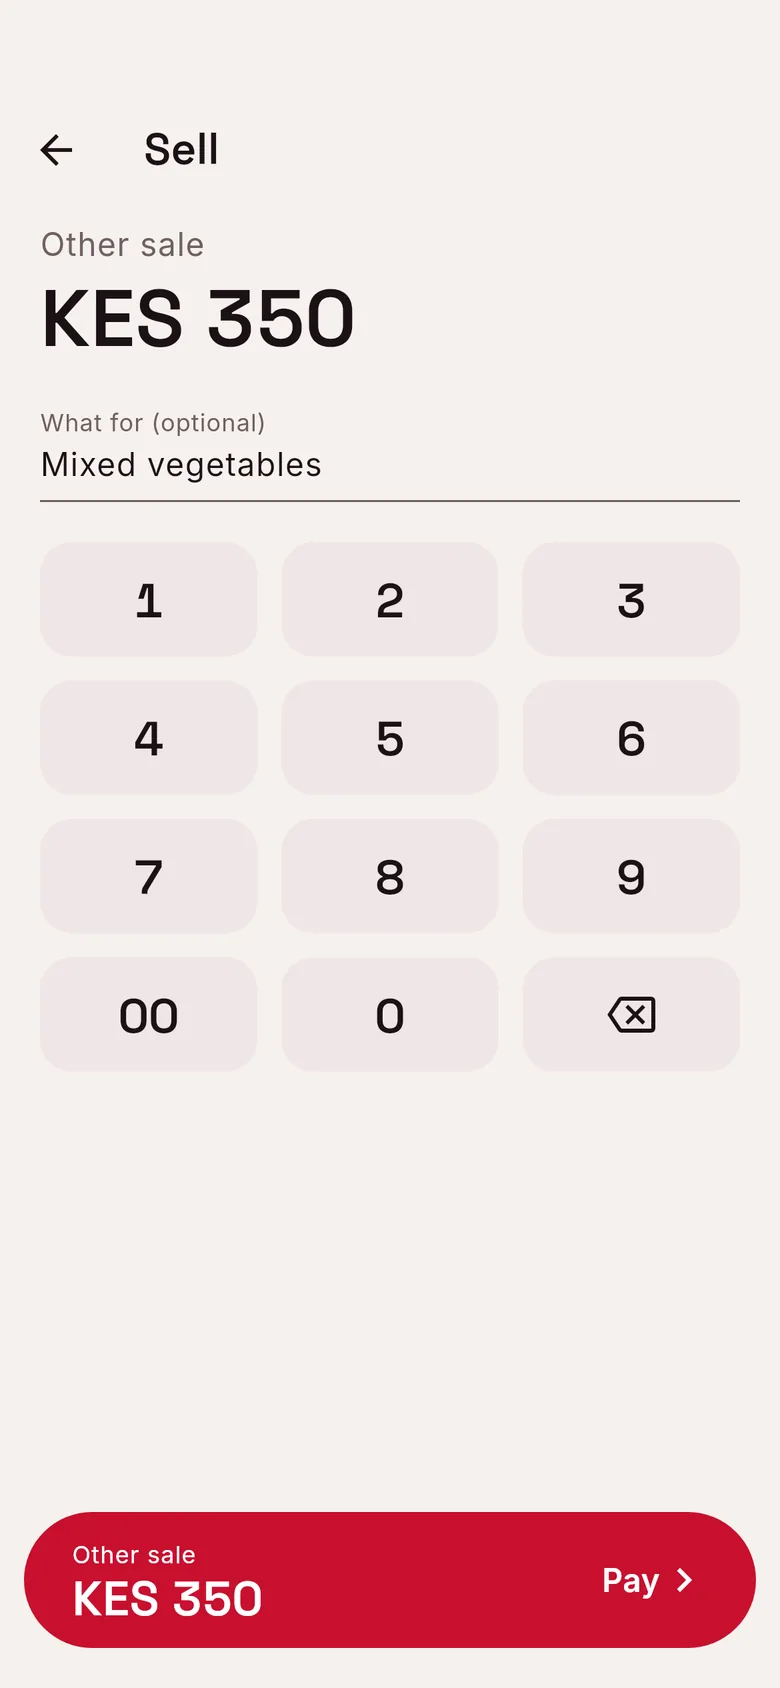 Sell
Other sale
KES 350
What for (optional)
Mixed vegetables
1 2 3
4 5 6
7 8 9
00 0
Other sale
KES 350
Pay